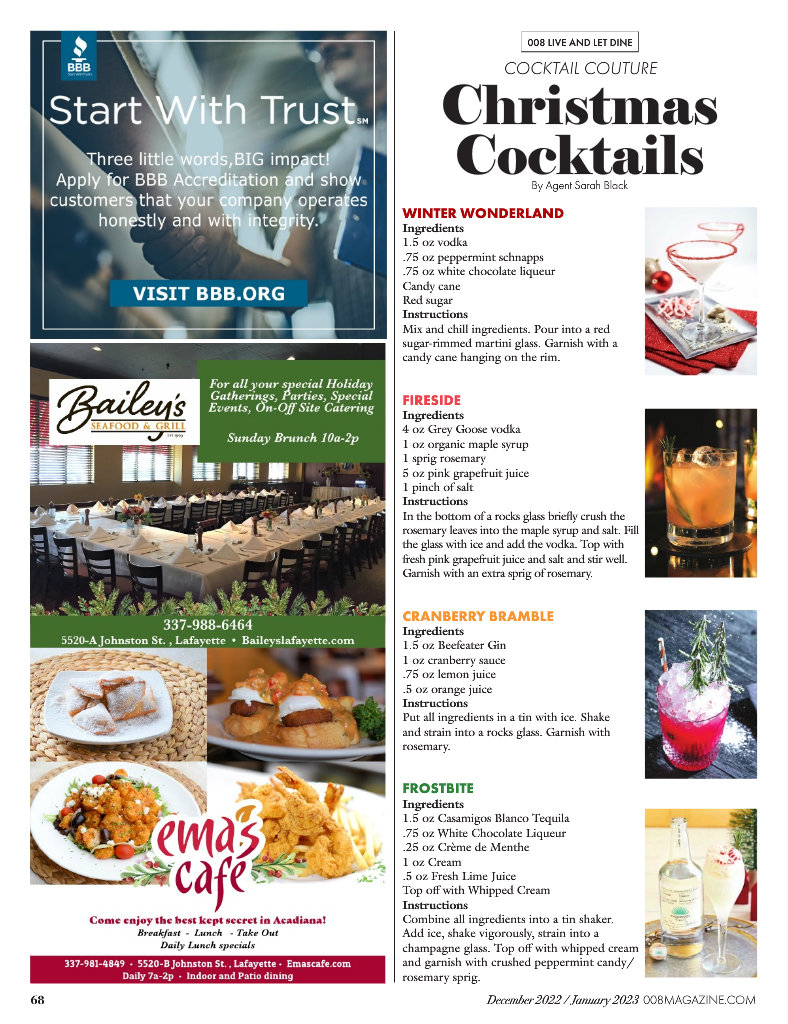 BBB
Start With Trust
Start With Trust℠
Three little words,BIG impact!
Apply for BBB Accreditation and show
customers that your company operates
honestly and with integrity.
VISIT BBB.ORG
Bailey's
SEAFOOD & GRILL
EST 1993
For all your special Holiday
Gatherings, Parties, Special
Events, On-Off Site Catering
Sunday Brunch 10a-2p
337-988-6464
5520-A Johnston St. , Lafayette • Baileyslafayette.com
ema's
café
Come enjoy the best kept secret in Acadiana!
Breakfast - Lunch - Take Out
Daily Lunch specials
337-981-4849 • 5520-B Johnston St. , Lafayette • Emascafe.com
Daily 7a-2p • Indoor and Patio dining
008 LIVE AND LET DINE
COCKTAIL COUTURE
Christmas
Cocktails
By Agent Sarah Black
WINTER WONDERLAND
Ingredients
1.5 oz vodka
.75 oz peppermint schnapps
.75 oz white chocolate liqueur
Candy cane
Red sugar
Instructions
Mix and chill ingredients. Pour into a red
sugar-rimmed martini glass. Garnish with a
candy cane hanging on the rim.
FIRESIDE
Ingredients
4 oz Grey Goose vodka
1 oz organic maple syrup
1 sprig rosemary
5 oz pink grapefruit juice
1 pinch of salt
Instructions
In the bottom of a rocks glass briefly crush the
rosemary leaves into the maple syrup and salt. Fill
the glass with ice and add the vodka. Top with
fresh pink grapefruit juice and salt and stir well.
Garnish with an extra sprig of rosemary.
CRANBERRY BRAMBLE
Ingredients
1.5 oz Beefeater Gin
1 oz cranberry sauce
.75 oz lemon juice
.5 oz orange juice
Instructions
Put all ingredients in a tin with ice. Shake
and strain into a rocks glass. Garnish with
rosemary.
FROSTBITE
Ingredients
1.5 oz Casamigos Blanco Tequila
.75 oz White Chocolate Liqueur
.25 oz Crème de Menthe
1 oz Cream
.5 oz Fresh Lime Juice
Top off with Whipped Cream
Instructions
Combine all ingredients into a tin shaker.
Add ice, shake vigorously, strain into a
champagne glass. Top off with whipped cream
and garnish with crushed peppermint candy/
rosemary sprig.
68
December 2022 / January 2023 008MAGAZINE.COM